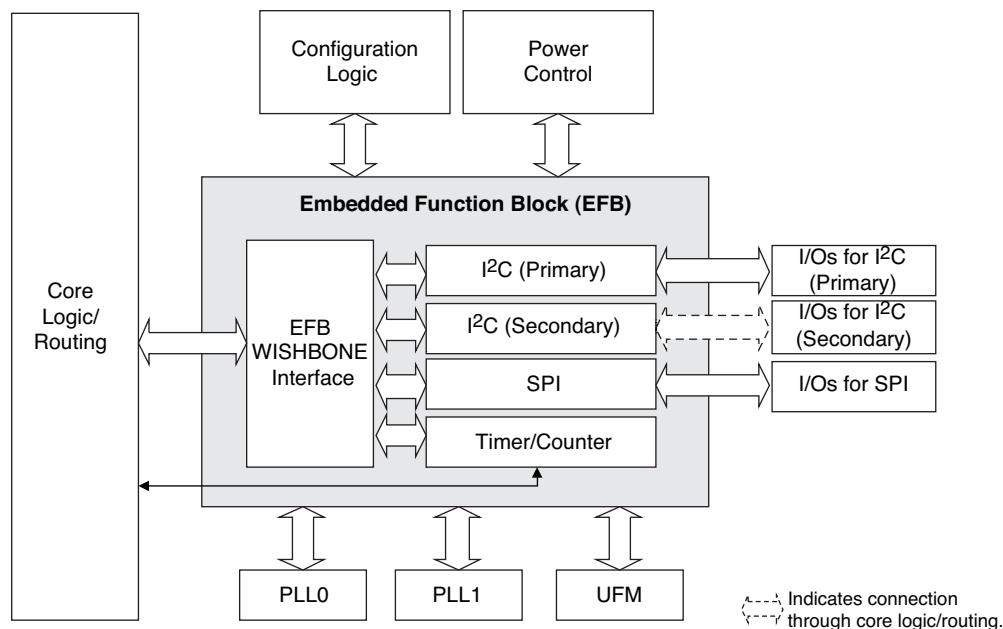 Configuration
Logic
Power
Control
Embedded Function Block (EFB)
Core
Logic/
Routing
EFB
WISHBONE
Interface
I²C (Primary)
I²C (Secondary)
SPI
Timer/Counter
I/Os for I²C
(Primary)
I/Os for I²C
(Secondary)
I/Os for SPI
PLL0
PLL1
UFM
Indicates connection
through core logic/routing.